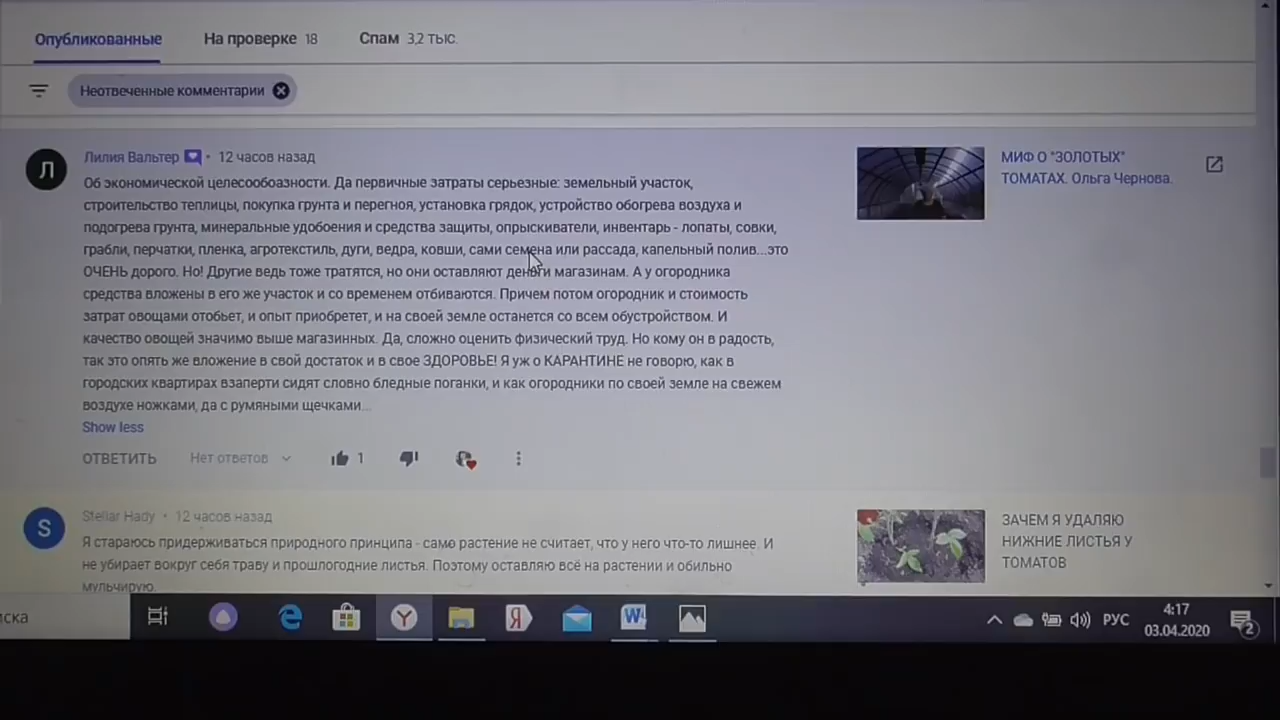 Опубликованные На проверке 18 Спам 3,2 тыс.
Неотвеченные комментарии
Л Лилия Вальтер • 12 часов назад
Об экономической целесообоазности. Да первичные затраты серьезные: земельный участок,
строительство теплицы, покупка грунта и перегноя, установка грядок, устройство обогрева воздуха и
подогрева грунта, минеральные удобоения и средства защиты, опрыскиватели, инвентарь - лопаты, совки,
грабли, перчатки, пленка, агротекстиль, дуги, ведра, ковши, сами семена или рассада, капельный полив...это
ОЧЕНЬ дорого. Но! Другие ведь тоже тратятся, но они оставляют деньги магазинам. А у огородника
средства вложены в его же участок и со временем отбиваются. Причем потом огородник и стоимость
затрат овощами отобьет, и опыт приобретет, и на своей земле останется со всем обустройством. И
качество овощей значимо выше магазинных. Да, сложно оценить физический труд. Но кому он в радость,
так это опять же вложение в свой достаток и в свое ЗДОРОВЬЕ! Я уж о КАРАНТИНЕ не говорю, как в
городских квартирах взаперти сидят словно бледные поганки, и как огородники по своей земле на свежем
воздухе ножками, да с румяными щечками...
Show less
ОТВЕТИТЬ Нет ответов 1
МИФ О "ЗОЛОТЫХ"
ТОМАТАХ. Ольга Чернова.
S Stellar Hady • 12 часов назад
Я стараюсь придерживаться природного принципа - само растение не считает, что у него что-то лишнее. И
не убирает вокруг себя траву и прошлогодние листья. Поэтому оставляю всё на растении и обильно
мульчирую.
ЗАЧЕМ Я УДАЛЯЮ
НИЖНИЕ ЛИСТЬЯ У
ТОМАТОВ
иска
РУС
4:17
03.04.2020
2